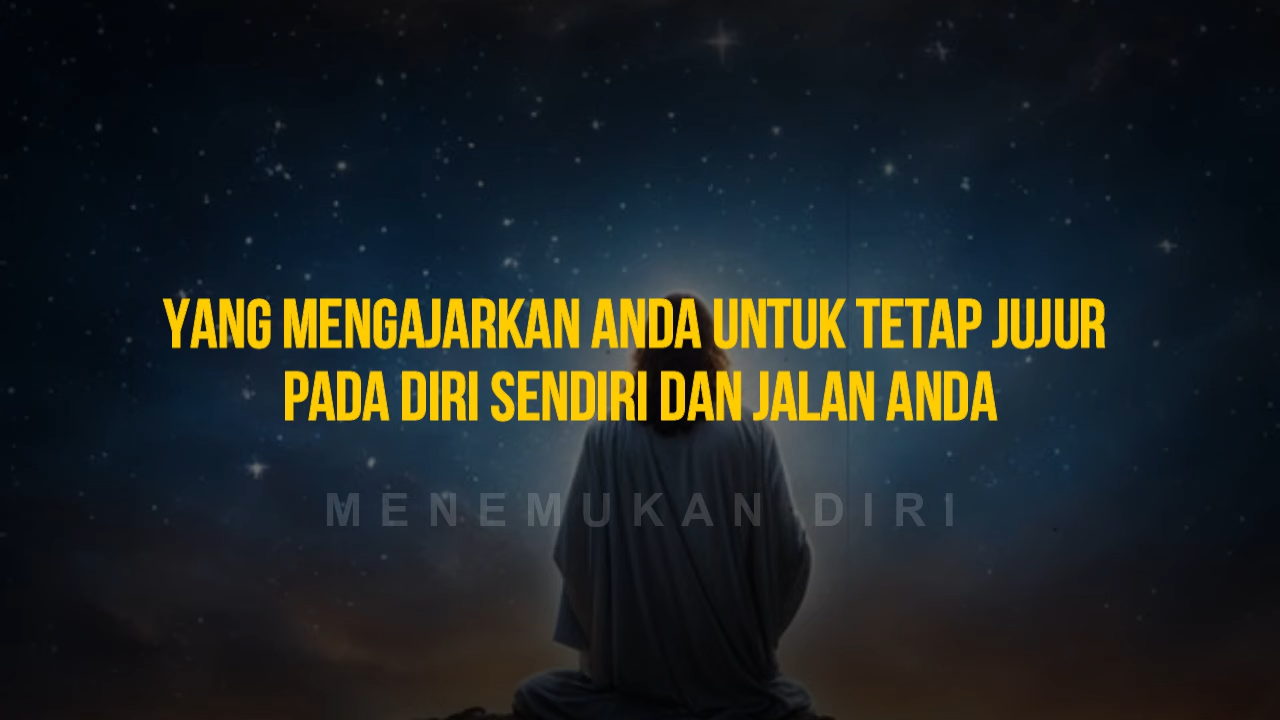 YANG MENGAJARKAN ANDA UNTUK TETAP JUJUR
PADA DIRI SENDIRI DAN JALAN ANDA
MENEMUKAN DIRI